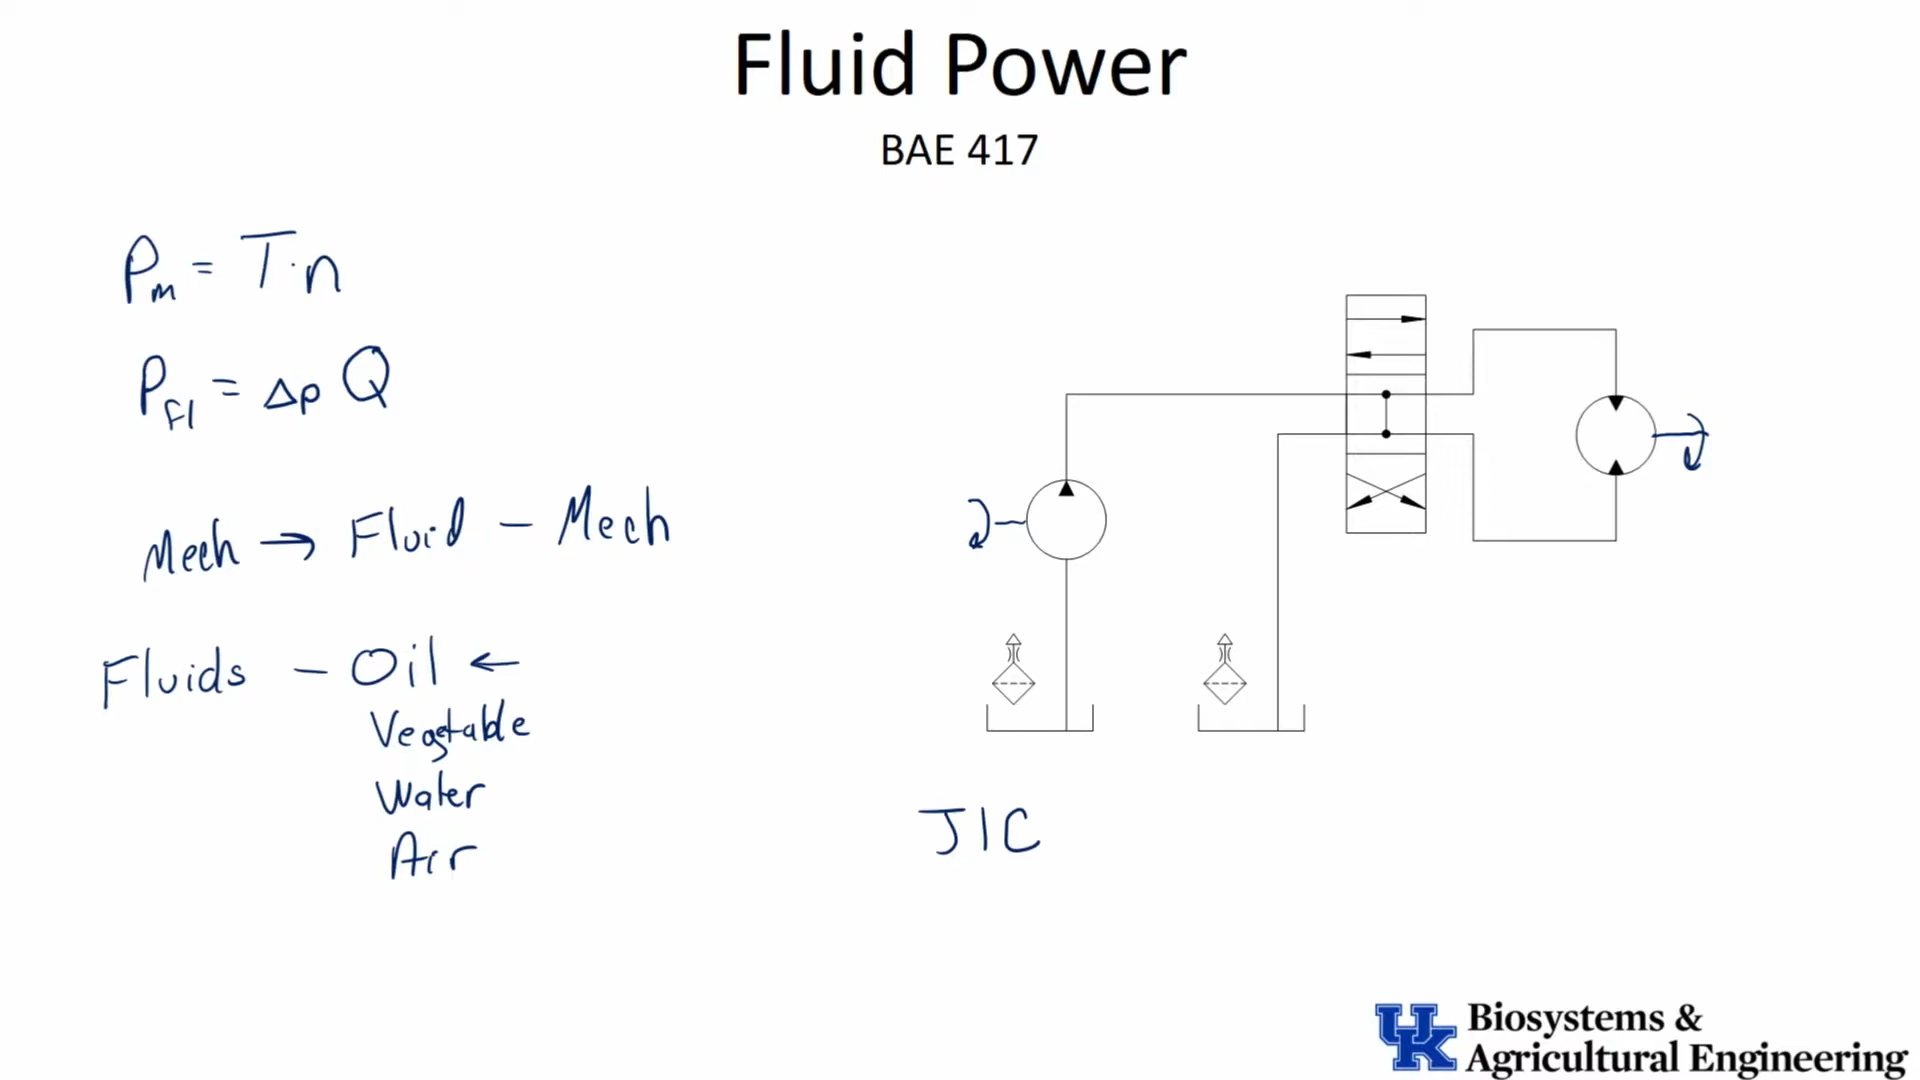 Fluid Power
BAE 417
Pm = T·n
Pfl = Δp Q
Mech → Fluid – Mech
Fluids – Oil ←
Vegetable
Water
Air
JIC
UK
Biosystems &
Agricultural Engineering